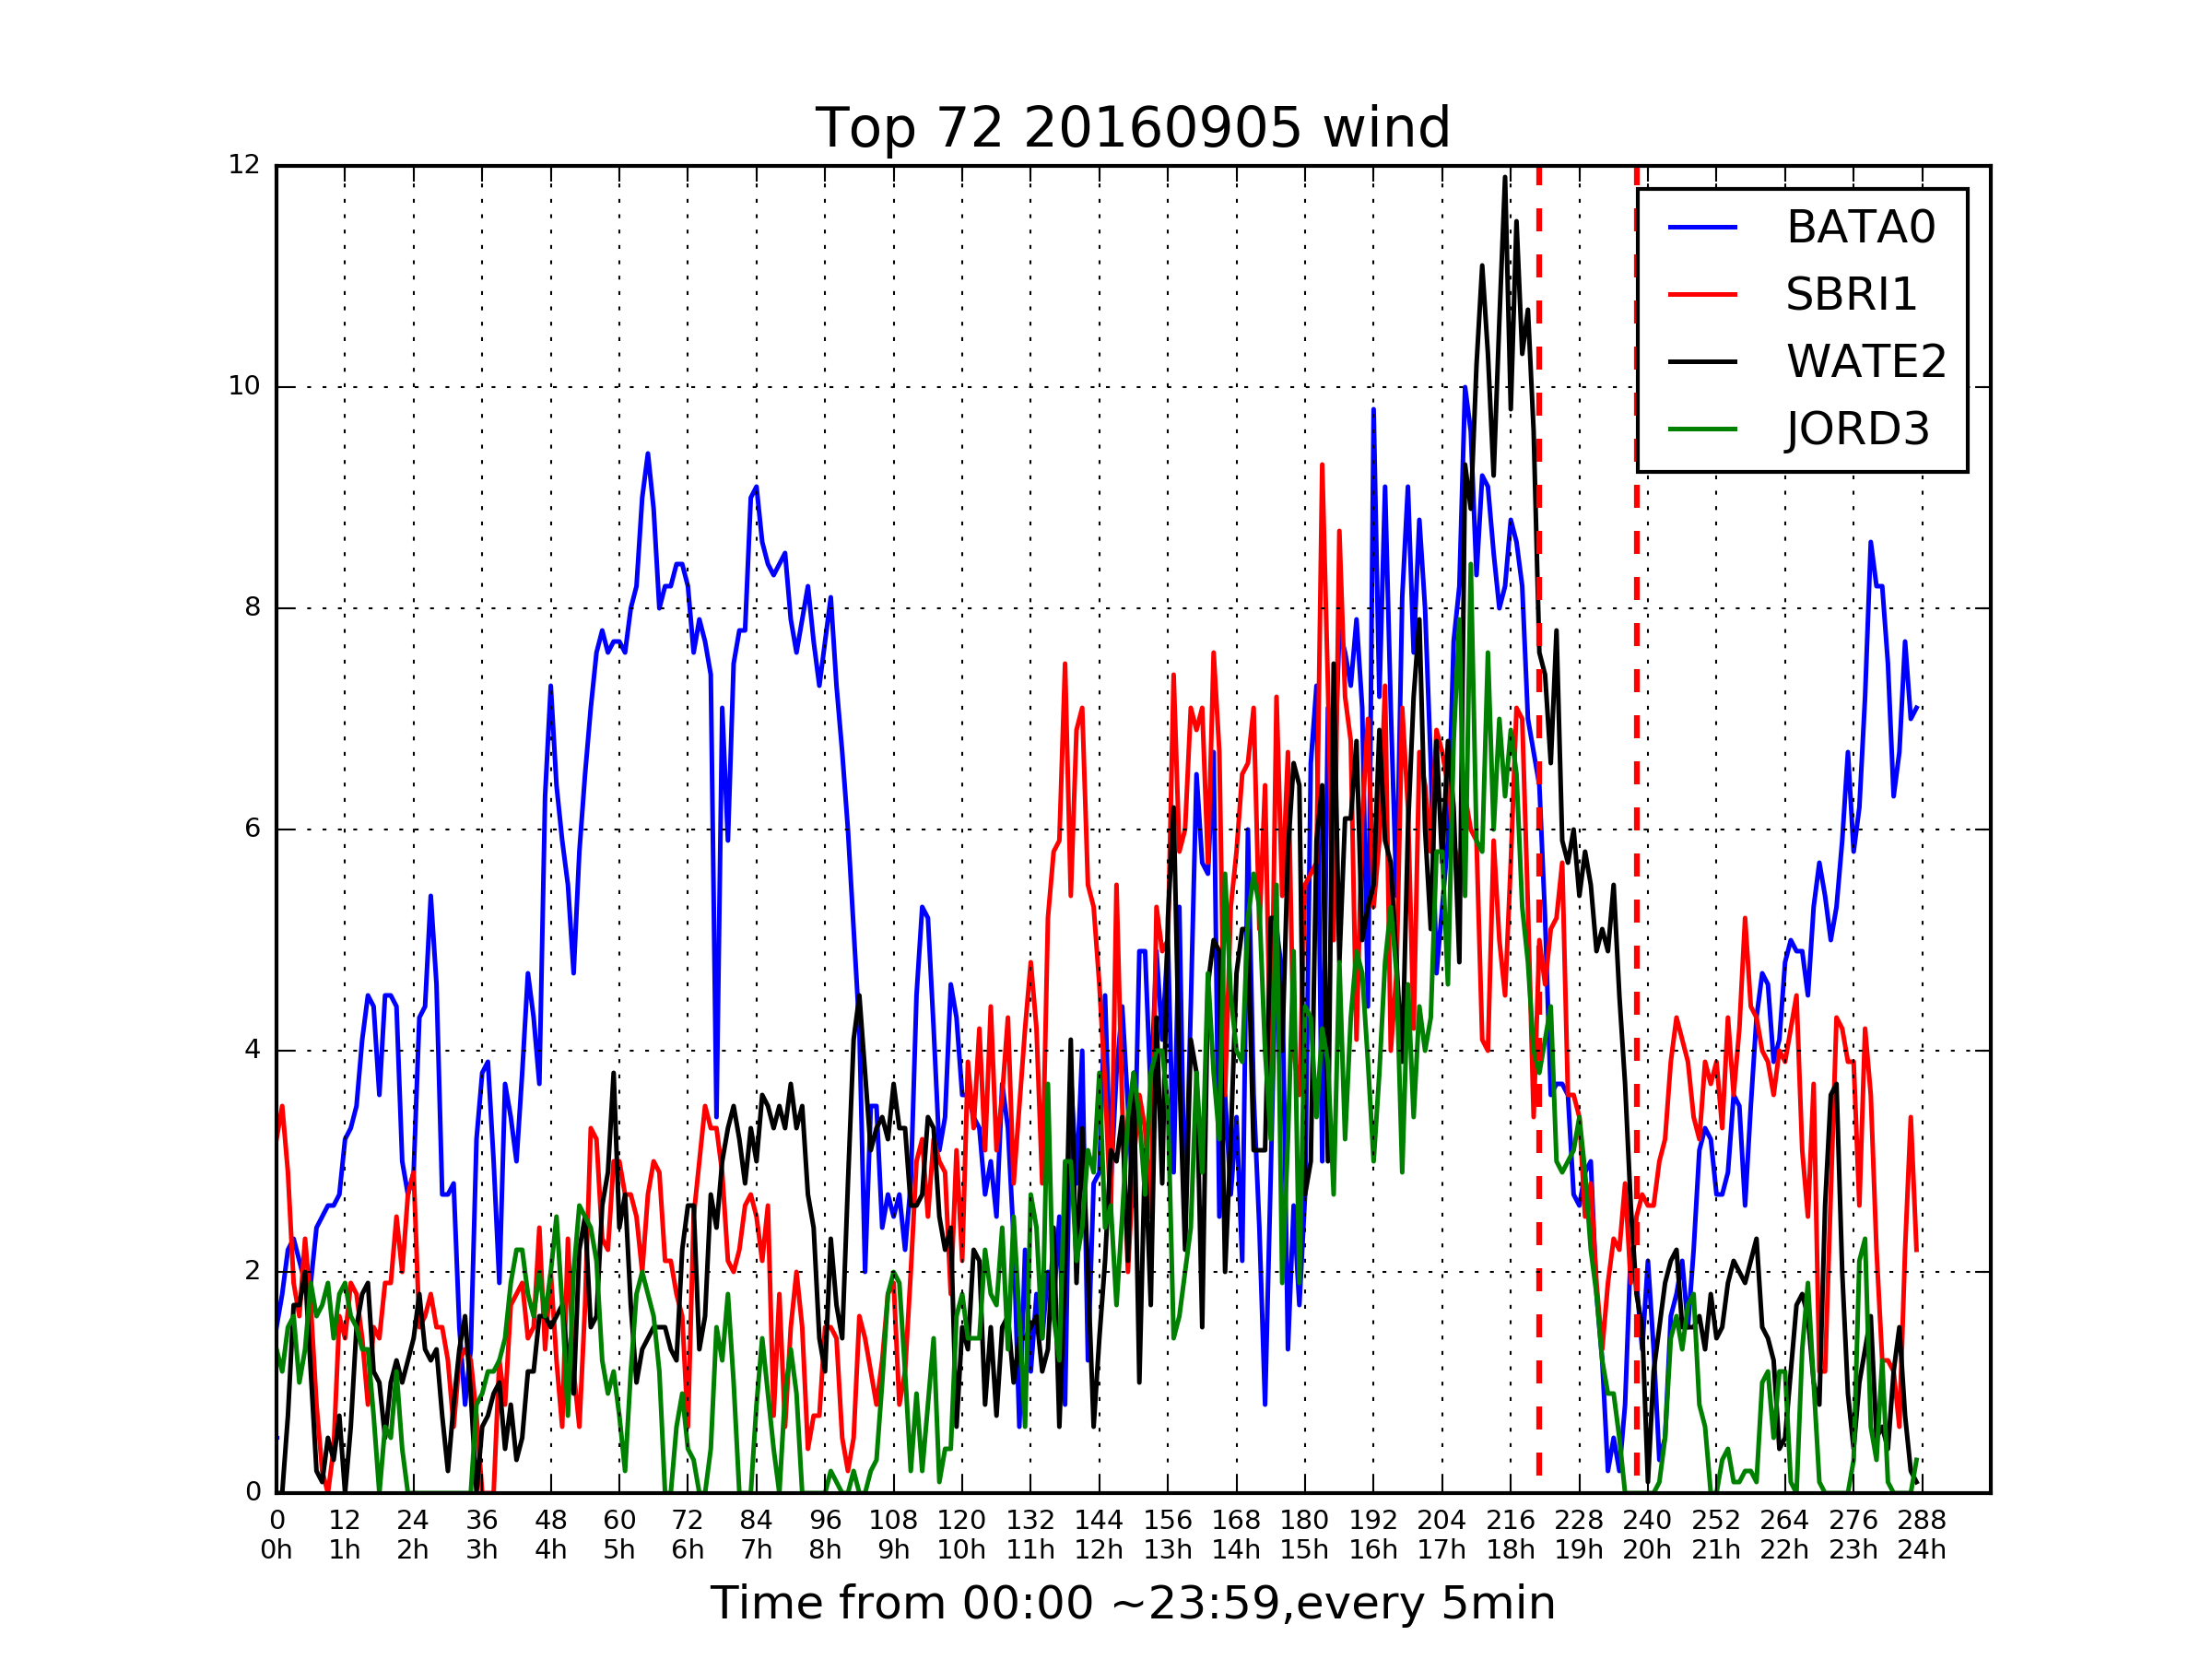 Top 72 20160905 wind
12
10
8
6
4
2
0
BATA0
SBRI1
WATE2
JORD3
0 12 24 36 48 60 72 84 96 108 120 132 144 156 168 180 192 204 216 228 240 252 264 276 288
0h 1h 2h 3h 4h 5h 6h 7h 8h 9h 10h 11h 12h 13h 14h 15h 16h 17h 18h 19h 20h 21h 22h 23h 24h
Time from 00:00 ~23:59,every 5min